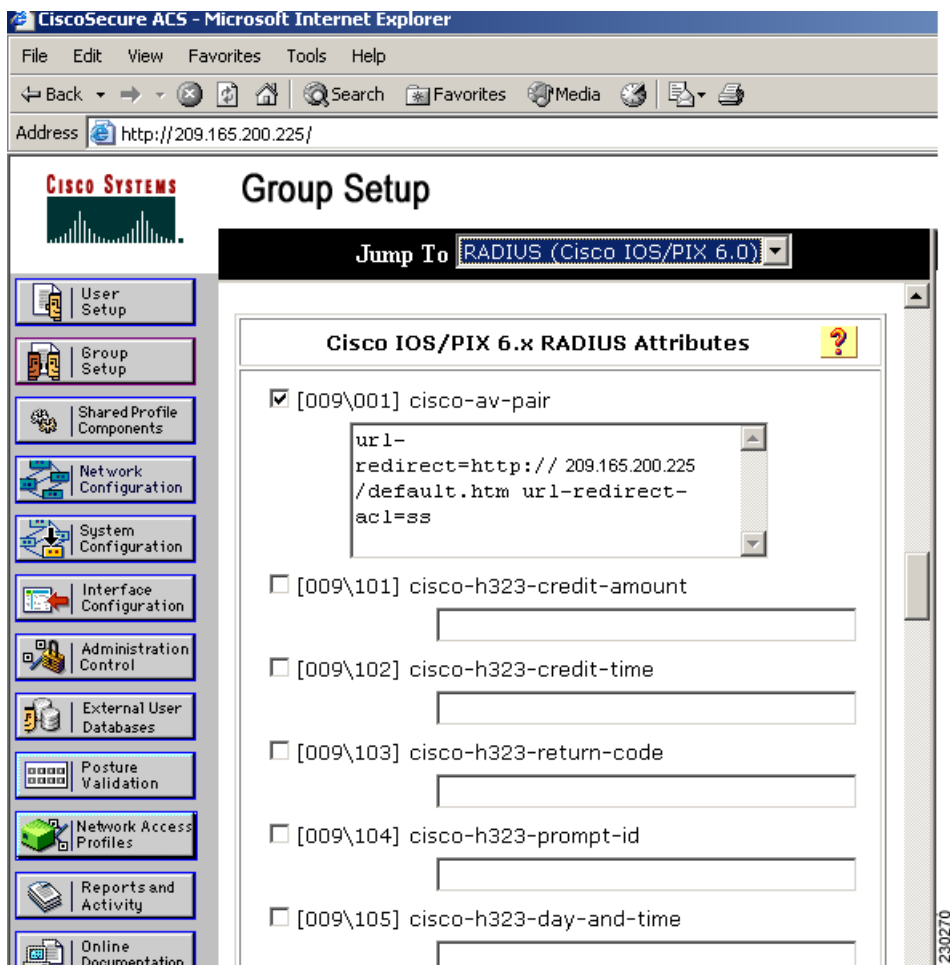 CiscoSecure ACS - Microsoft Internet Explorer
File Edit View Favorites Tools Help
Back Search Favorites Media
Address http://209.165.200.225/
CISCO SYSTEMS
Group Setup
Jump To RADIUS (Cisco IOS/PIX 6.0)
User
Setup
Group
Setup
Shared Profile
Components
Network
Configuration
System
Configuration
Interface
Configuration
Administration
Control
External User
Databases
Posture
Validation
Network Access
Profiles
Reports and
Activity
Online
Documentation
Cisco IOS/PIX 6.x RADIUS Attributes ?
[009\001] cisco-av-pair
url-
redirect=http:// 209.165.200.225
/default.htm url-redirect-
acl=ss
[009\101] cisco-h323-credit-amount
[009\102] cisco-h323-credit-time
[009\103] cisco-h323-return-code
[009\104] cisco-h323-prompt-id
[009\105] cisco-h323-day-and-time
230270